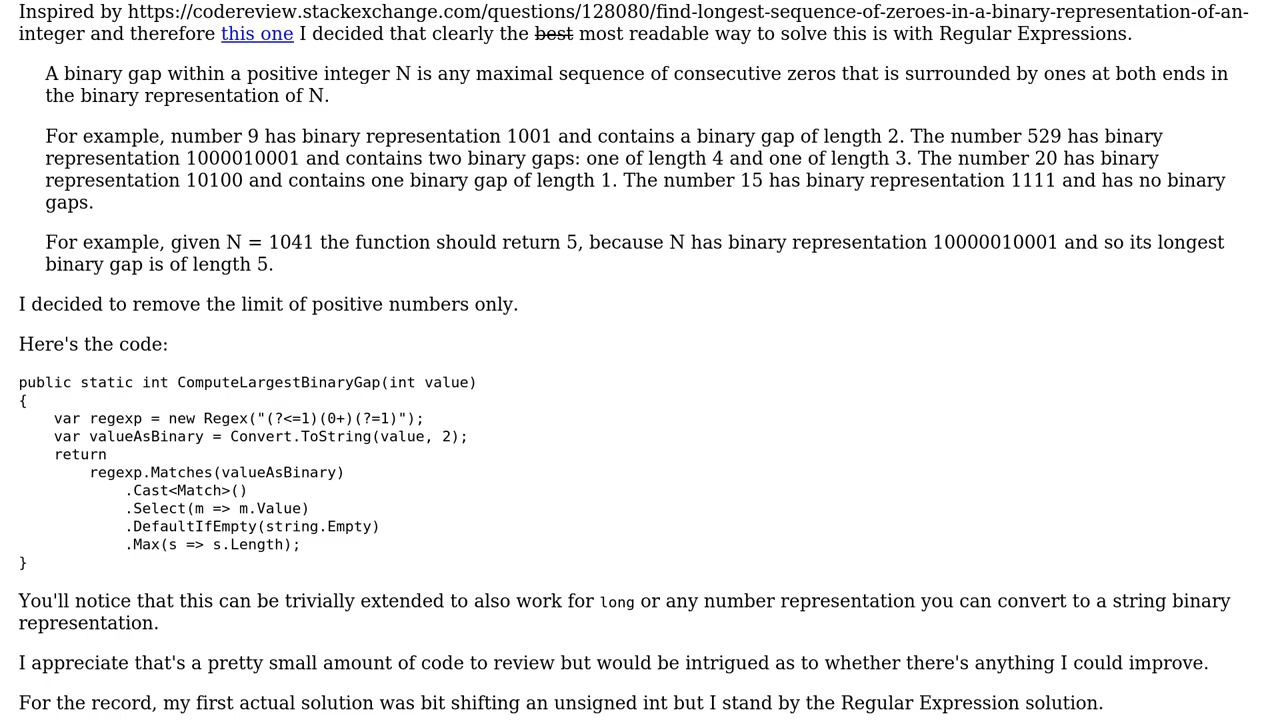 Inspired by https://codereview.stackexchange.com/questions/128080/find-longest-sequence-of-zeroes-in-a-binary-representation-of-an-
integer and therefore this one I decided that clearly the best most readable way to solve this is with Regular Expressions.
A binary gap within a positive integer N is any maximal sequence of consecutive zeros that is surrounded by ones at both ends in
the binary representation of N.
For example, number 9 has binary representation 1001 and contains a binary gap of length 2. The number 529 has binary
representation 1000010001 and contains two binary gaps: one of length 4 and one of length 3. The number 20 has binary
representation 10100 and contains one binary gap of length 1. The number 15 has binary representation 1111 and has no binary
gaps.
For example, given N = 1041 the function should return 5, because N has binary representation 10000010001 and so its longest
binary gap is of length 5.
I decided to remove the limit of positive numbers only.
Here's the code:
public static int ComputeLargestBinaryGap(int value)
{
    var regexp = new Regex("(?<=1)(0+)(?=1)");
    var valueAsBinary = Convert.ToString(value, 2);
    return
        regexp.Matches(valueAsBinary)
            .Cast<Match>()
            .Select(m => m.Value)
            .DefaultIfEmpty(string.Empty)
            .Max(s => s.Length);
}
You'll notice that this can be trivially extended to also work for long or any number representation you can convert to a string binary
representation.
I appreciate that's a pretty small amount of code to review but would be intrigued as to whether there's anything I could improve.
For the record, my first actual solution was bit shifting an unsigned int but I stand by the Regular Expression solution.